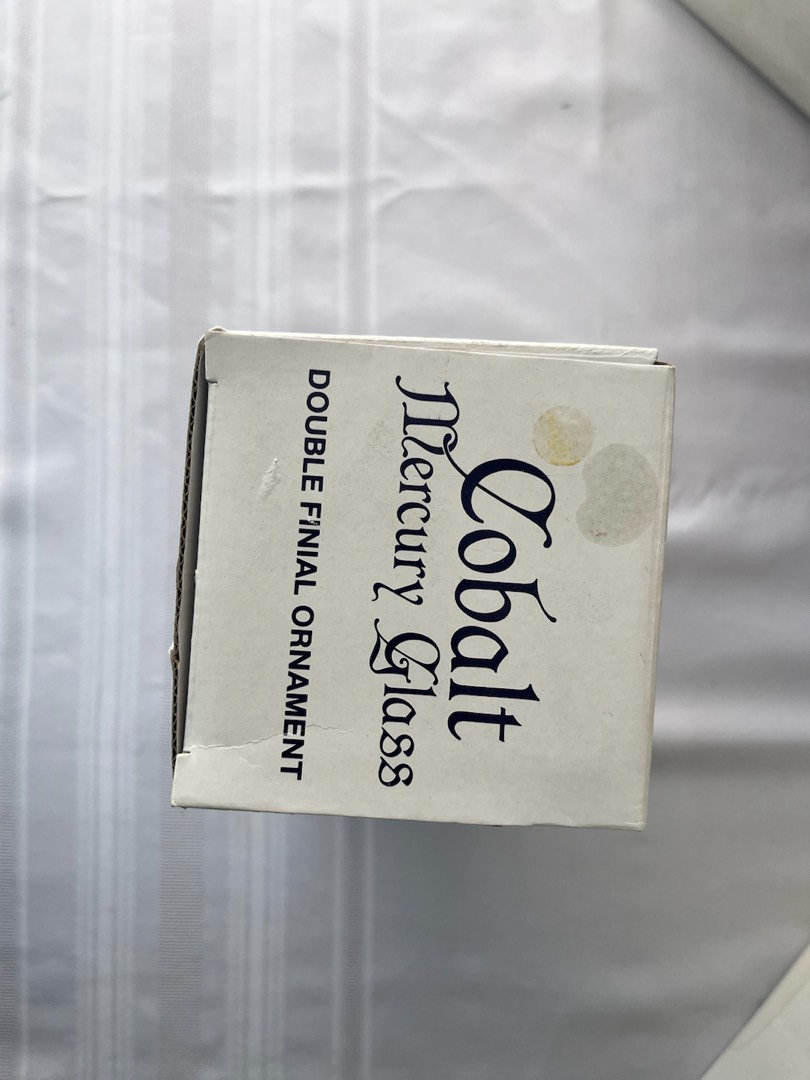 Cobalt
Mercury Glass
DOUBLE FINIAL ORNAMENT